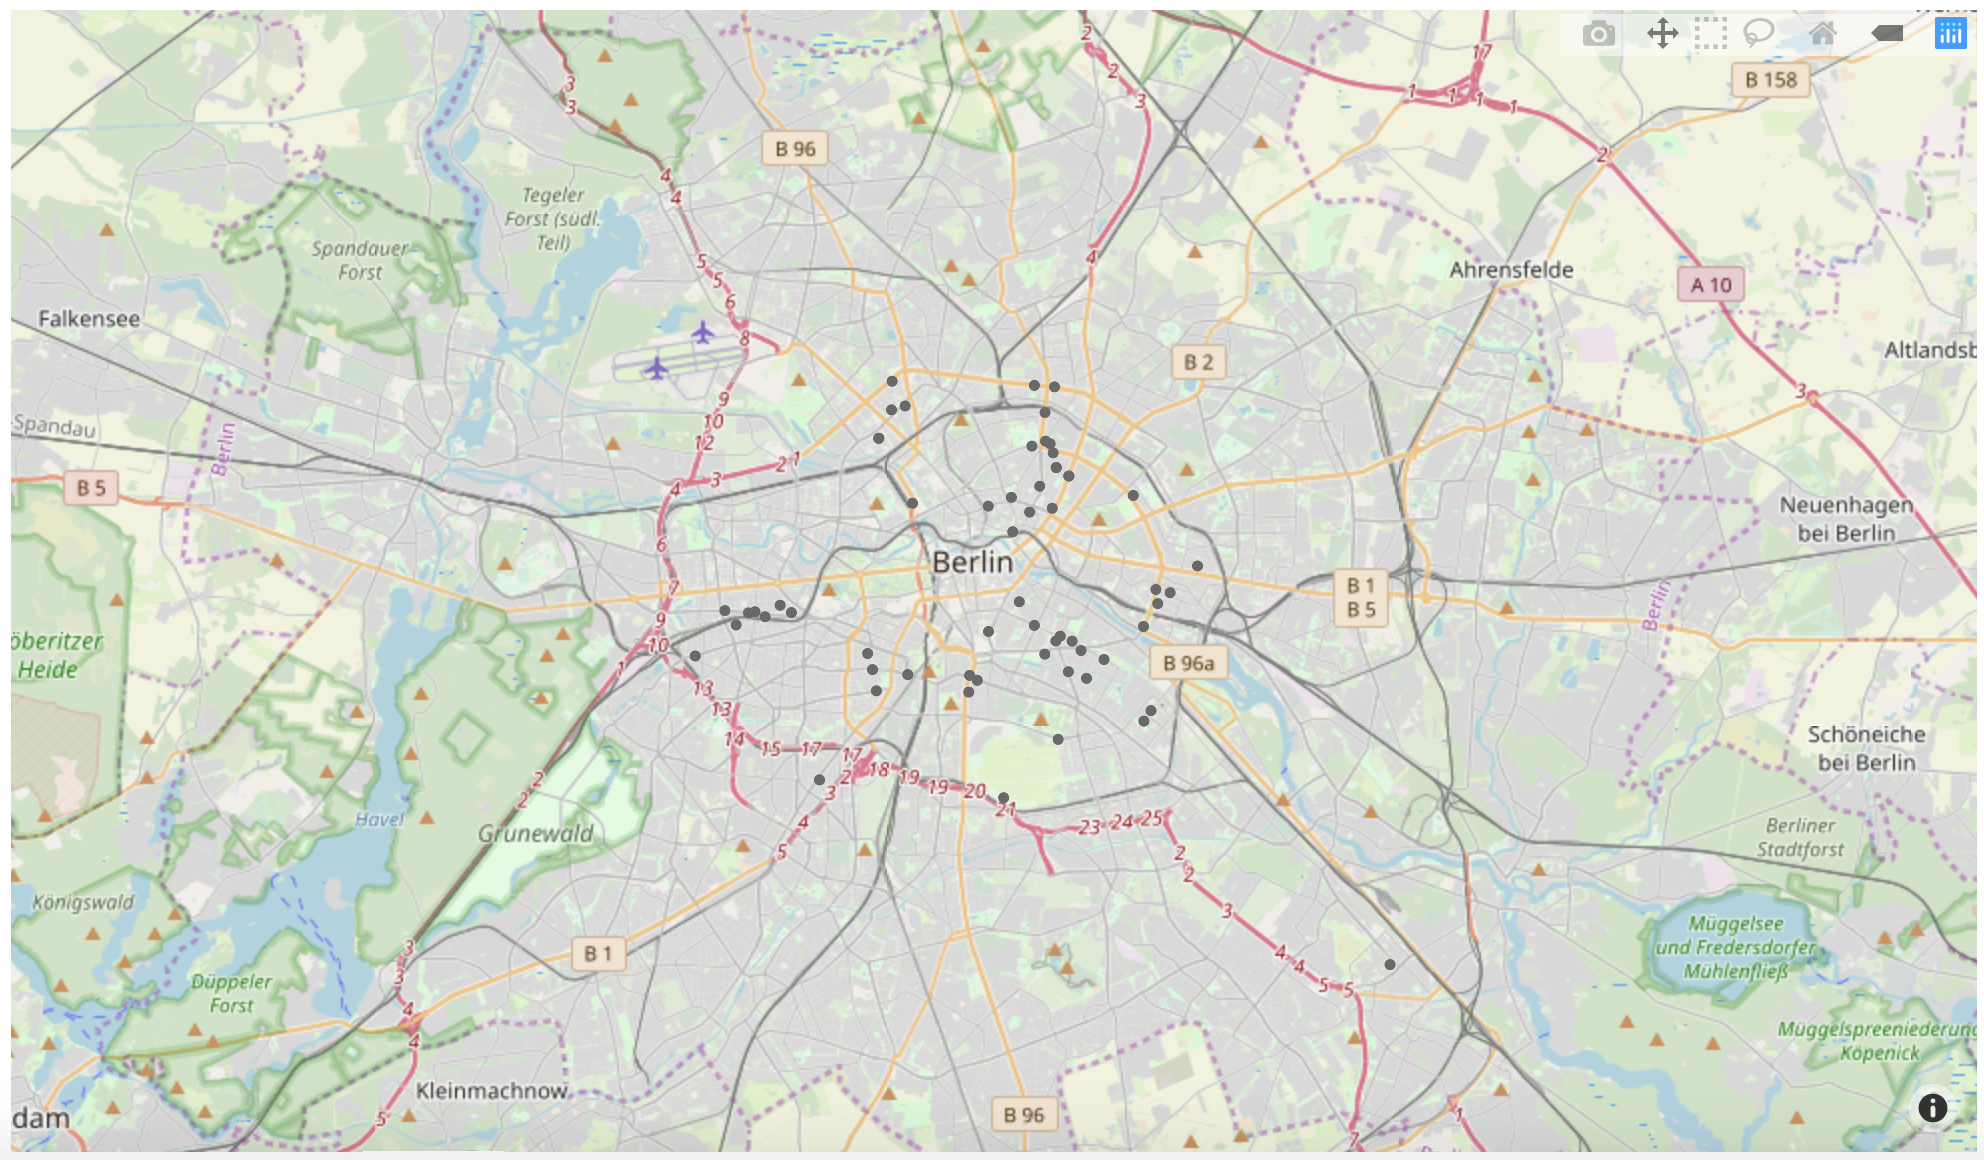 2
17
3
2
B 158
3
3
1
1
1
1
B 96
2
4
4
Tegeler
Forst (südl.
Teil)
Spandauer
Forst
5
5
4
Ahrensfelde
A 10
6
Falkensee
8
B 2
Altlandsb
9
3
10
Spandau
12
Berlin
2
1
3
B 5
4
Neuenhagen
bei Berlin
6
Berlin
7
B 1
B 5
Berlin
9
10
öberitzer
Heide
1
B 96a
13
13
14
15
17
17
18
19
19
20
2
Schöneiche
bei Berlin
2
2
3
21
23
24
25
Havel
4
Grunewald
5
2
2
Berliner
Stadtforst
Königswald
3
3
3
B 1
4
4
5
5
Müggelsee
und Fredersdorfer
Mühlenfließ
Düppeler
Forst
4
4
Müggelspreeniederung
Köpenick
Kleinmachnow
dam
5
B 96
1
7